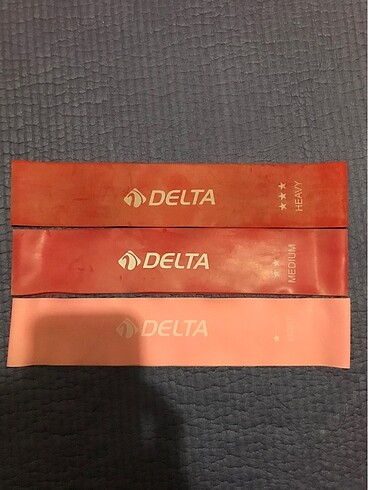 DELTA
★★★
HEAVY
DELTA
★★
MEDIUM
DELTA
★